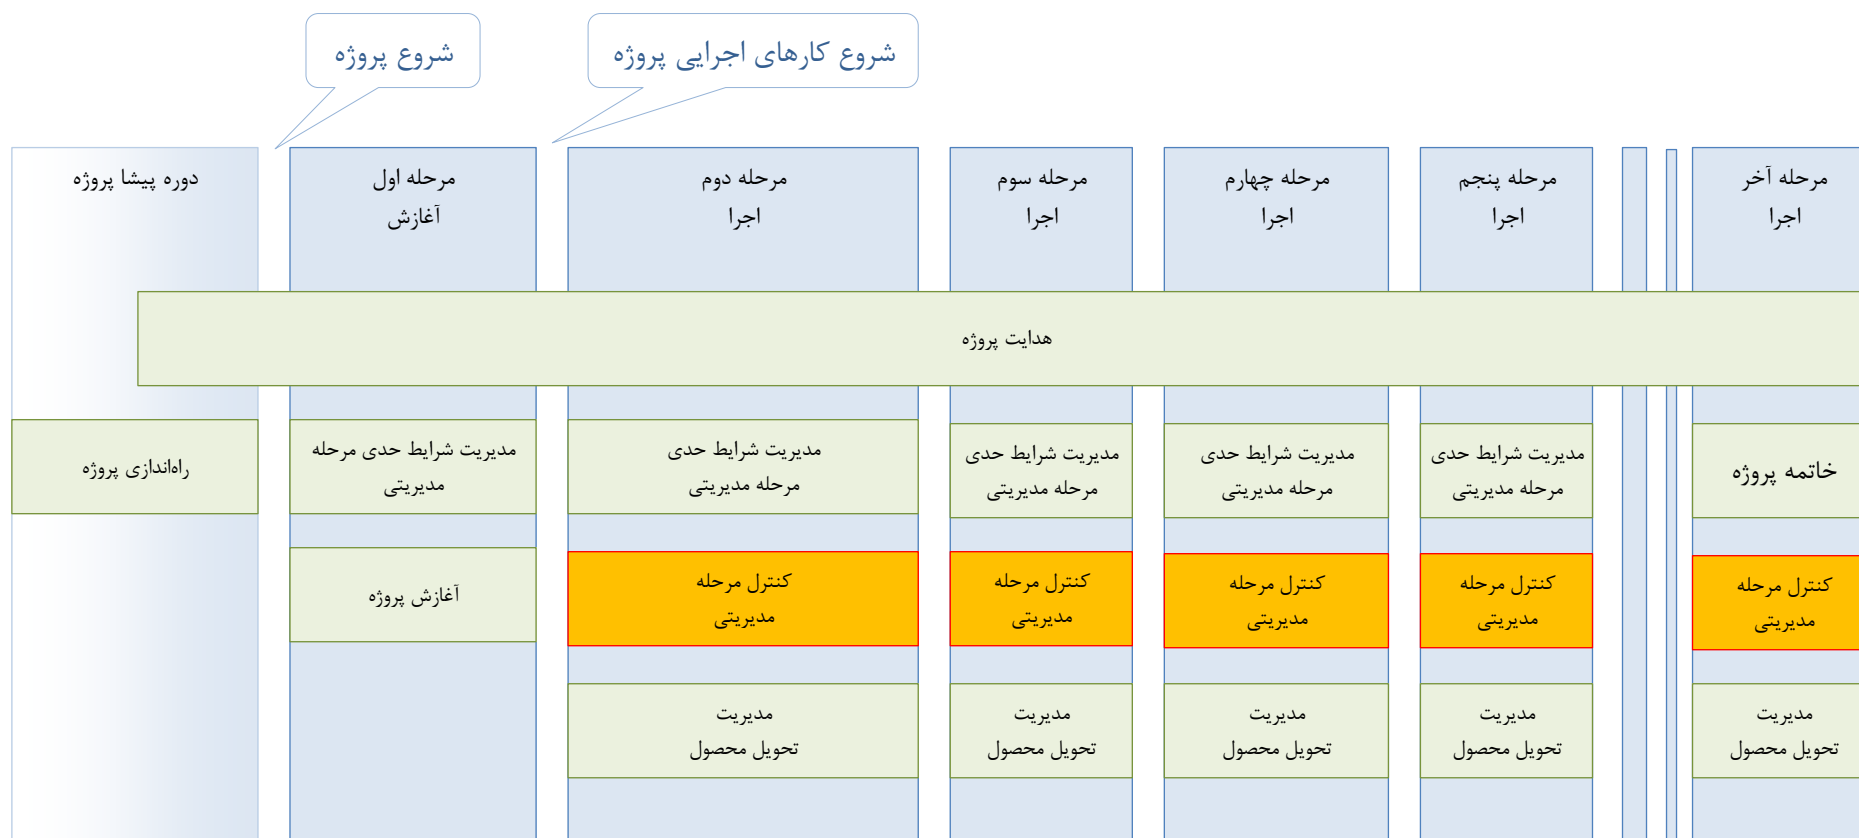 شروع پروژه
شروع کارهای اجرایی پروژه
دوره پیشا پروژه
مرحله اول
آغازش
مرحله دوم
اجرا
مرحله سوم
اجرا
مرحله چهارم
اجرا
مرحله پنجم
اجرا
مرحله آخر
اجرا
هدایت پروژه
راه‌اندازی پروژه
مدیریت شرایط حدی مرحله
مدیریتی
مدیریت شرایط حدی
مرحله مدیریتی
مدیریت شرایط حدی
مرحله مدیریتی
مدیریت شرایط حدی
مرحله مدیریتی
مدیریت شرایط حدی
مرحله مدیریتی
خاتمه پروژه
آغازش پروژه
کنترل مرحله
مدیریتی
کنترل مرحله
مدیریتی
کنترل مرحله
مدیریتی
کنترل مرحله
مدیریتی
کنترل مرحله
مدیریتی
مدیریت
تحویل محصول
مدیریت
تحویل محصول
مدیریت
تحویل محصول
مدیریت
تحویل محصول
مدیریت
تحویل محصول